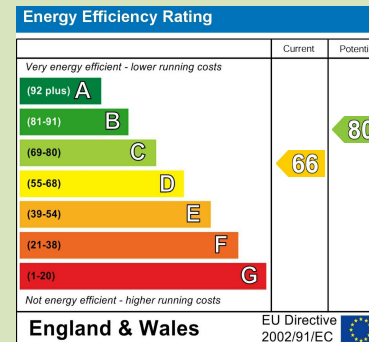 Energy Efficiency Rating
Current Potenti
Very energy efficient - lower running costs
(92 plus) A
(81-91) B
(69-80) C
(55-68) D
(39-54) E
(21-38) F
(1-20) G
66
80
Not energy efficient - higher running costs
England & Wales
EU Directive
2002/91/EC